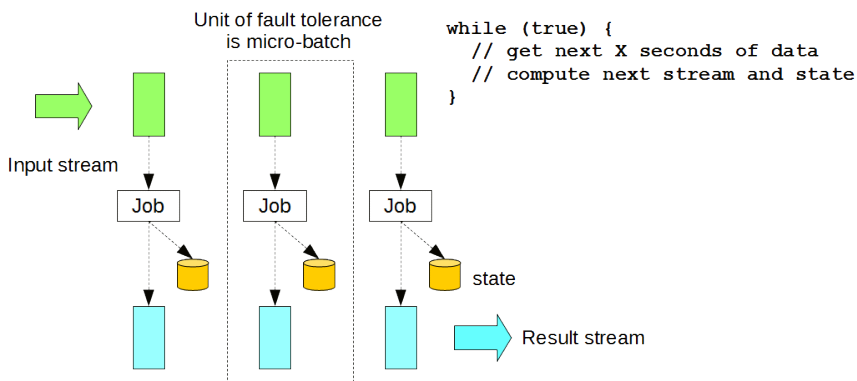 Unit of fault tolerance
is micro-batch
while (true) {
  // get next X seconds of data
  // compute next stream and state
}
Input stream
Job
Job
Job
state
Result stream